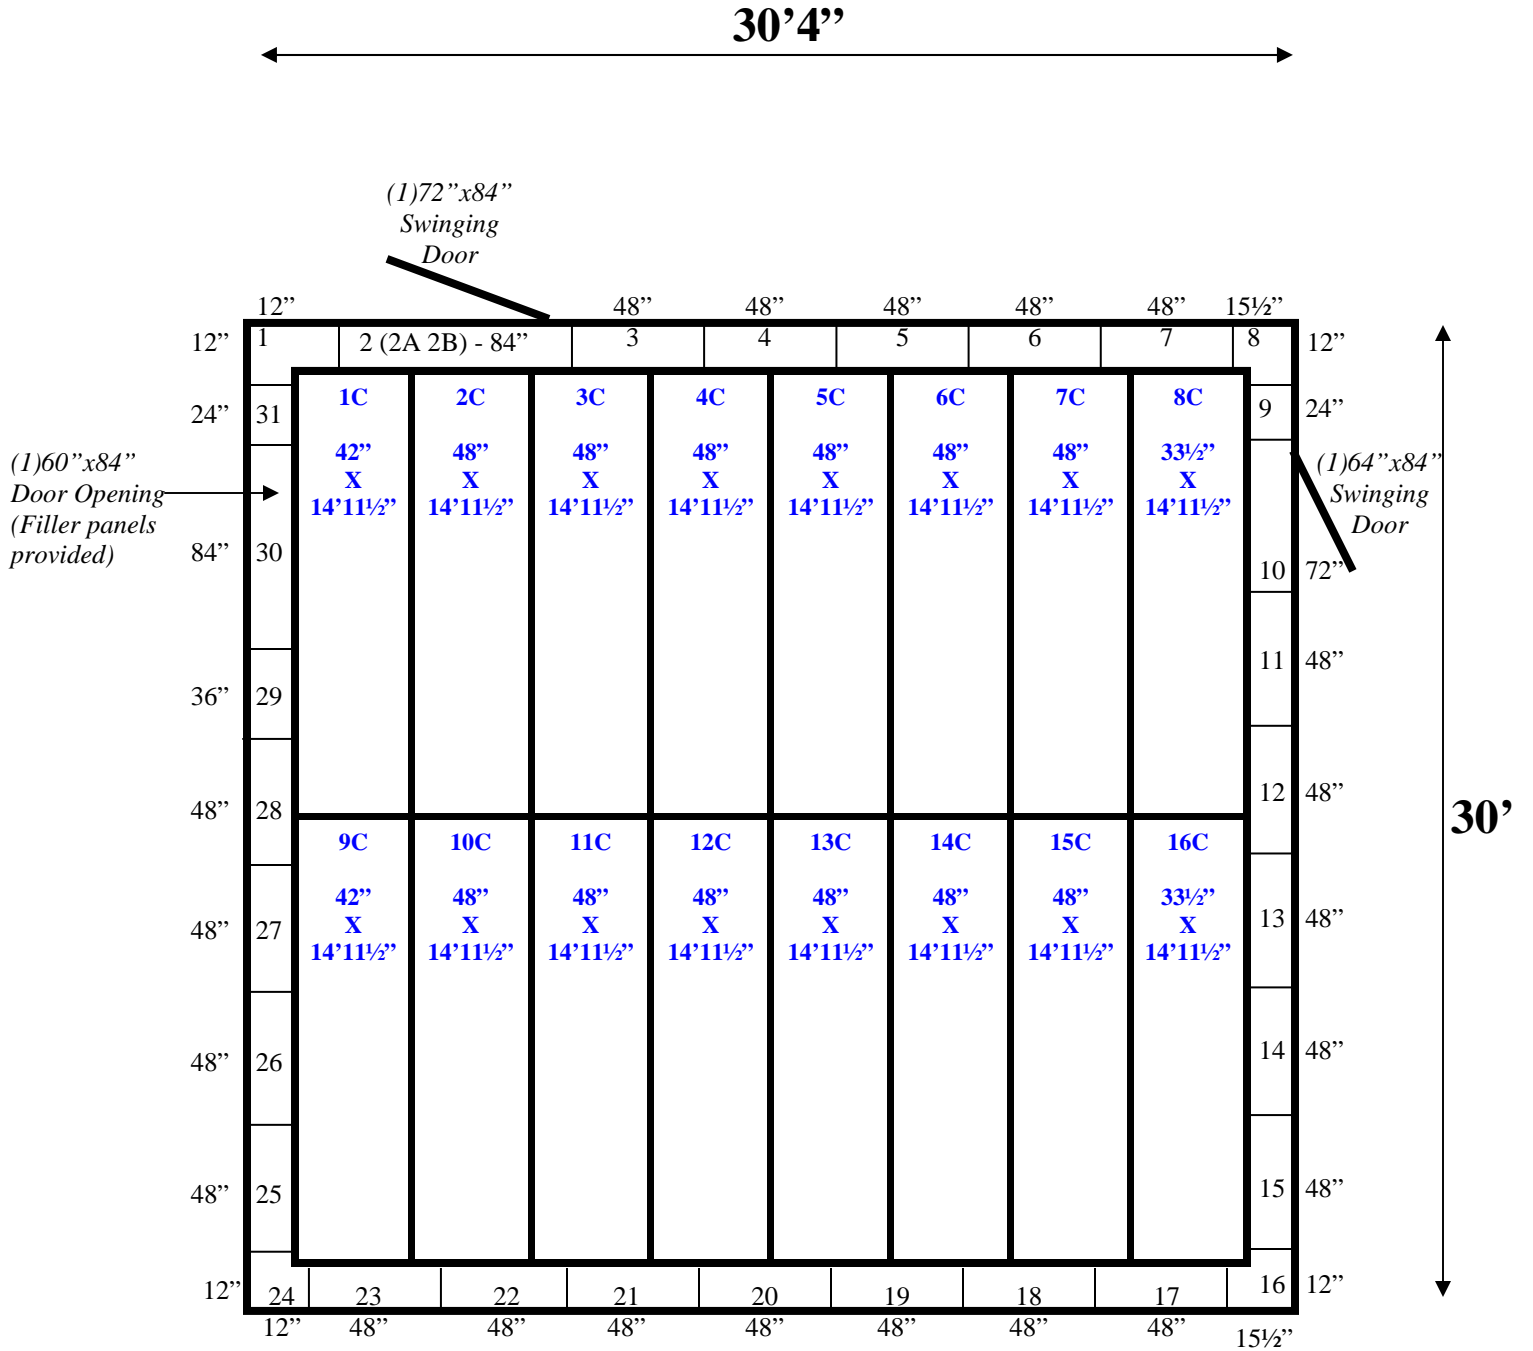 30’4”
(1)72”x84”
Swinging
Door
12” 48” 48” 48” 48” 48” 15½”
12” 1 2 (2A 2B) - 84” 3 4 5 6 7 8 12”
1C 2C 3C 4C 5C 6C 7C 8C
24” 31 9 24”
42” 48” 48” 48” 48” 48” 48” 33½”
X X X X X X X X
14’11½” 14’11½” 14’11½” 14’11½” 14’11½” 14’11½” 14’11½” 14’11½”
(1)60”x84”
Door Opening
(Filler panels
provided)
(1)64”x84”
Swinging
Door
84” 30 10 72”
11 48”
36” 29
12 48”
48” 28
30’
9C 10C 11C 12C 13C 14C 15C 16C
42” 48” 48” 48” 48” 48” 48” 33½”
X X X X X X X X
14’11½” 14’11½” 14’11½” 14’11½” 14’11½” 14’11½” 14’11½” 14’11½”
48” 27 13 48”
48” 26 14 48”
48” 25 15 48”
12” 24 23 22 21 20 19 18 17 16 12”
12” 48” 48” 48” 48” 48” 48” 48” 15½”